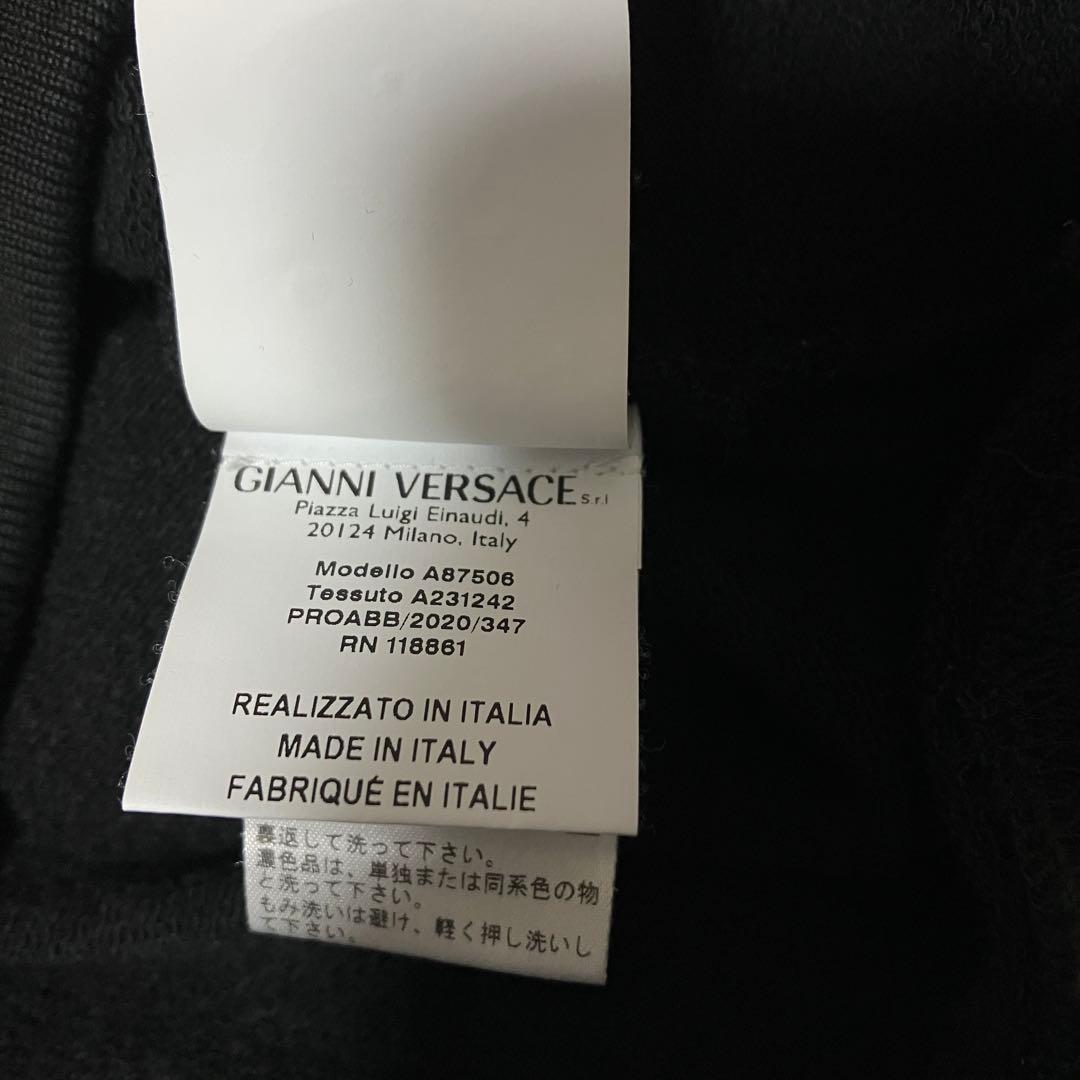 GIANNI VERSACE S.r.l
Piazza Luigi Einaudi, 4
20124 Milano, Italy
Modello A87506
Tessuto A231242
PROABB/2020/347
RN 118861
REALIZZATO IN ITALIA
MADE IN ITALY
FABRIQUÉ EN ITALIE
裏返して洗って下さい。
濃色品は、単独または同系色の物
と洗って下さい。
もみ洗いは避け、軽く押し洗いし
て下さい。